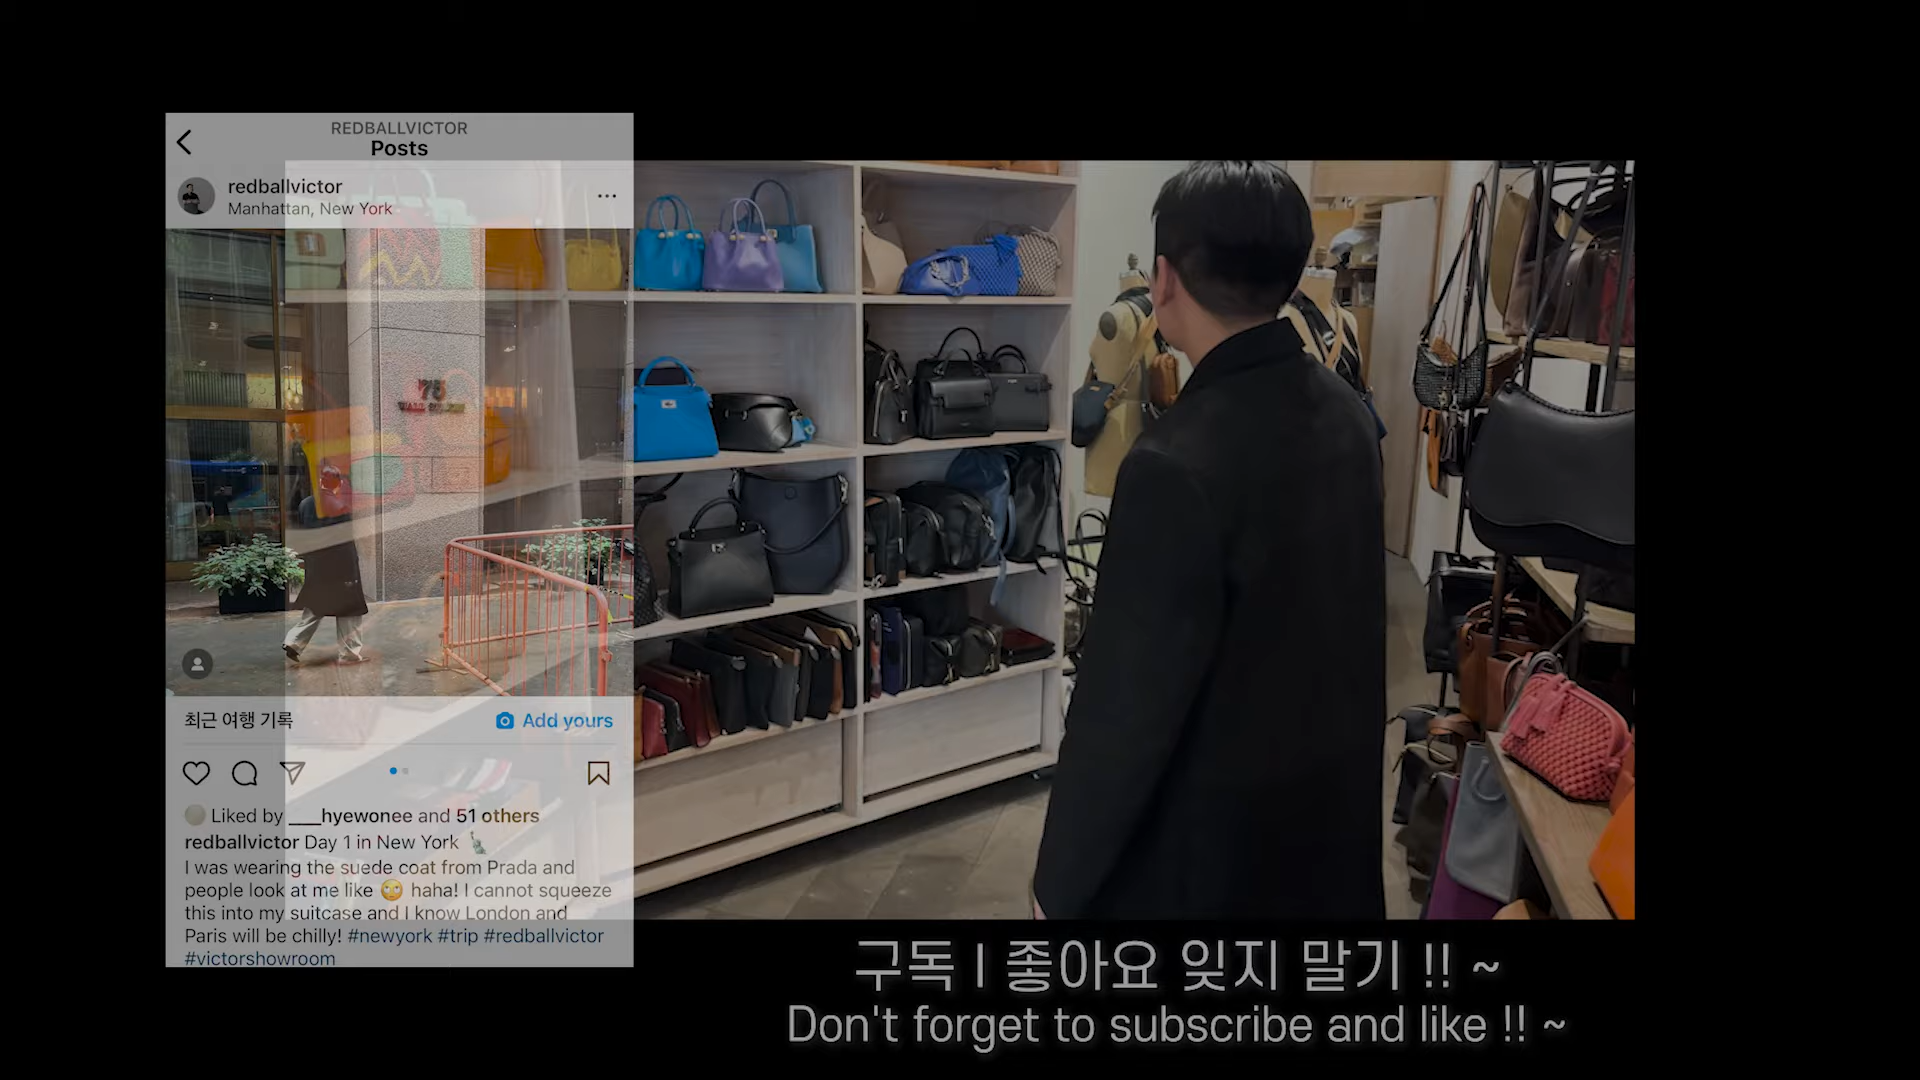 REDBALLVICTOR
Posts
redballvictor
Manhattan, New York
75
WALL STREET
최근 여행 기록
Add yours
Liked by ___hyewonee and 51 others
redballvictor Day 1 in New York 🗽
I was wearing the suede coat from Prada and
people look at me like 🙄 haha! I cannot squeeze
this into my suitcase and I know London and
Paris will be chilly! #newyork #trip #redballvictor
#victorshowroom
구독 I 좋아요 잊지 말기 !! ~
Don't forget to subscribe and like !! ~